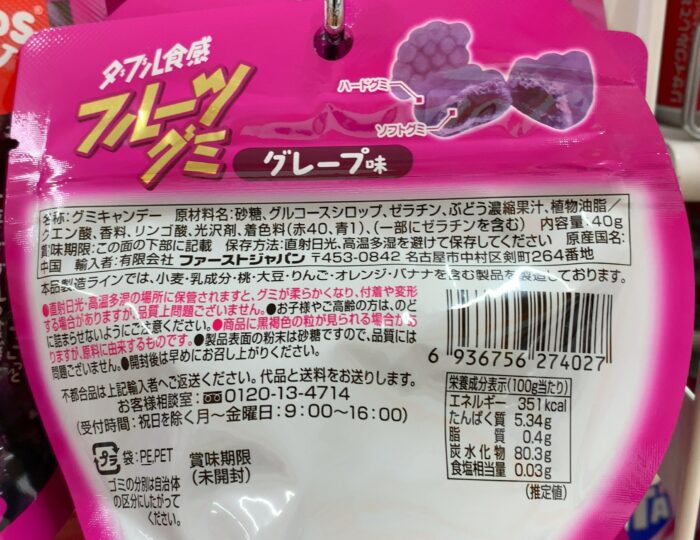 ダブル食感
フルーツ
グミ
グレープ味
ハードグミ
ソフトグミ
名称:グミキャンデー 原材料名:砂糖、グルコースシロップ、ゼラチン、ぶどう濃縮果汁、植物油脂/
クエン酸、香料、リンゴ酸、光沢剤、着色料(赤40、青1)、(一部にゼラチンを含む) 内容量:40g
賞味期限:この面の下部に記載 保存方法:直射日光、高温多湿を避けて保存してください 原産国名:
中国 輸入者:有限会社 ファーストジャパン 〒453-0842 名古屋市中村区剣町264番地
本品製造ラインでは、小麦・乳成分・桃・大豆・りんご・オレンジ・バナナを含む製品を製造しております。
●直射日光・高温多湿の場所に保管されますと、グミが柔らかくなり、付着や変形
する場合がありますが、品質上問題ございません。●お子様やご高齢の方は、のど
に詰まらせないようにご注意ください。●商品に黒褐色の粒が見られる場合があ
りますが、原料に由来するものです。●製品表面の粉末は砂糖ですので、品質には
問題ございません。●開封後は早めにお召し上がりください。
不都合品は上記輸入者へご返送ください。代品と送料をお送りします。
お客様相談室:0120-13-4714
(受付時間:祝日を除く月〜金曜日:9:00〜16:00)
プラ 袋:PE,PET
ゴミの分別は自治体
の区分にしたがって
ください。
賞味期限
(未開封)
6 936756 274027
栄養成分表示(100g当たり)
エネルギー 351kcal
たんぱく質 5.34g
脂質 0.4g
炭水化物 80.3g
食塩相当量 0.03g
(推定値)